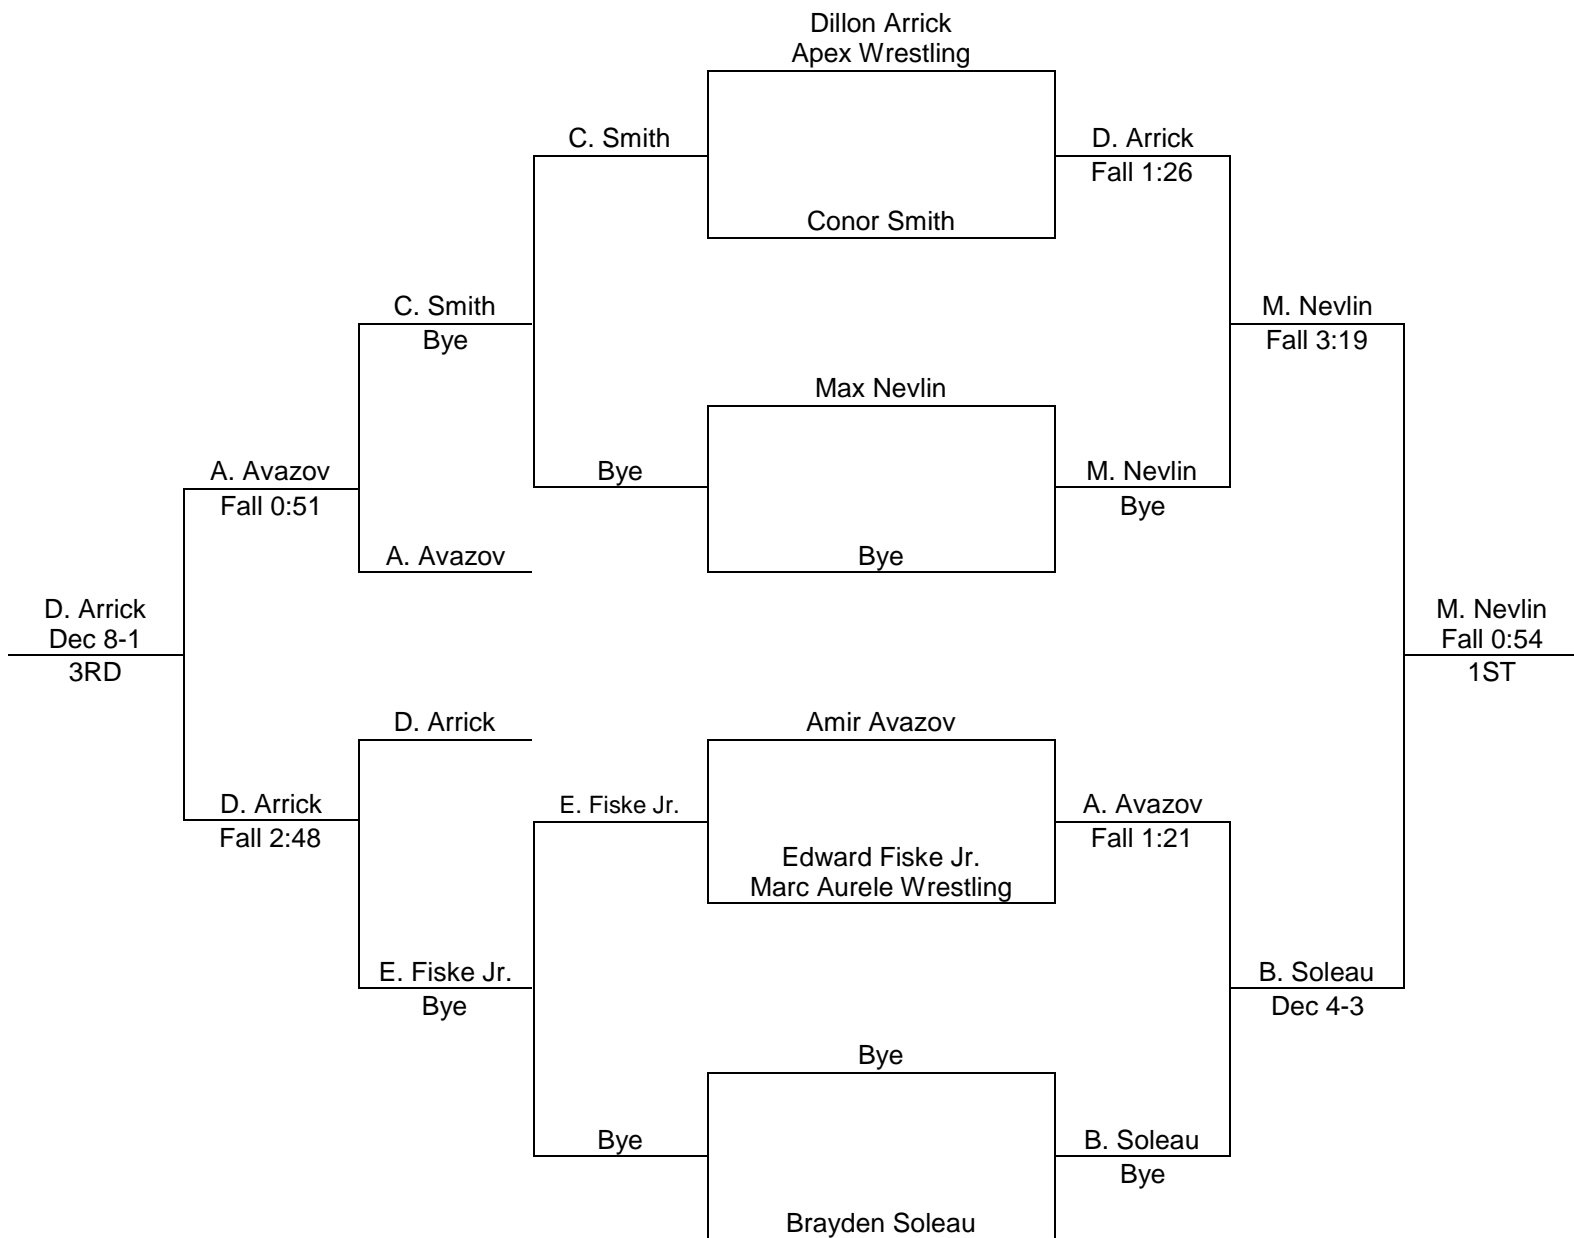 Dillon Arrick
Apex Wrestling
C. Smith
D. Arrick
Fall 1:26
Conor Smith
C. Smith
Bye
M. Nevlin
Fall 3:19
Max Nevlin
A. Avazov
Fall 0:51
Bye
M. Nevlin
Bye
A. Avazov
Bye
D. Arrick
Dec 8-1
3RD
M. Nevlin
Fall 0:54
1ST
D. Arrick
Amir Avazov
D. Arrick
Fall 2:48
E. Fiske Jr.
A. Avazov
Fall 1:21
Edward Fiske Jr.
Marc Aurele Wrestling
E. Fiske Jr.
Bye
B. Soleau
Dec 4-3
Bye
Bye
B. Soleau
Bye
Brayden Soleau